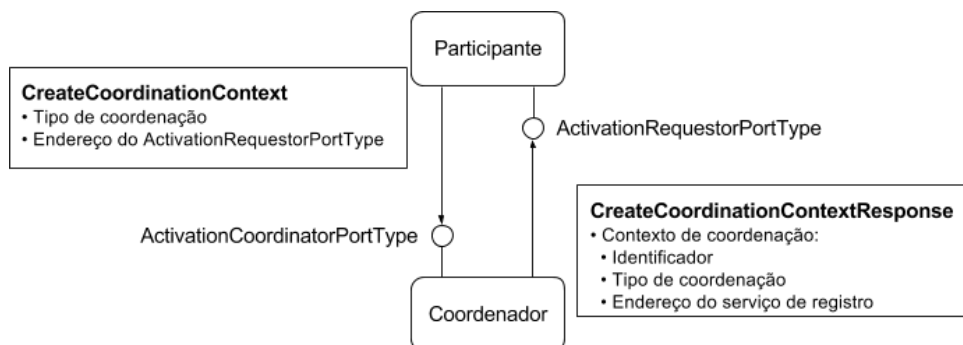 Participante
CreateCoordinationContext
• Tipo de coordenação
• Endereço do ActivationRequestorPortType
ActivationRequestorPortType
ActivationCoordinatorPortType
CreateCoordinationContextResponse
• Contexto de coordenação:
• Identificador
• Tipo de coordenação
• Endereço do serviço de registro
Coordenador